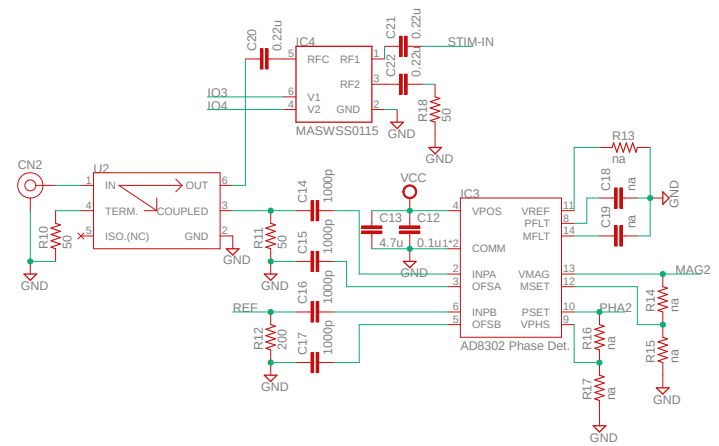 C20
0.22u
IC4
C21
0.22u
STIM-IN
5
RFC
RF1
1
C22
0.22u
RF2
3
IO3
6
V1
IO4
4
V2
GND
2
R18
50
MASWSS0115
GND
GND
CN2
U2
1
IN
OUT
6
4
TERM.
COUPLED
3
5
ISO.(NC)
GND
2
R10
50
GND
GND
R11
50
GND
C14
1000p
C15
1000p
C16
1000p
C17
1000p
REF
R12
200
GND
VCC
C13
4.7u
C12
0.1u
GND
IC3
4
VPOS
1*2
COMM
2
INPA
3
OFSA
6
INPB
5
OFSB
VREF
11
PFLT
8
MFLT
14
VMAG
13
MSET
12
PSET
10
VPHS
9
AD8302 Phase Det.
R13
na
C18
na
C19
na
GND
MAG2
R14
na
PHA2
R16
na
R15
na
GND
R17
na
GND